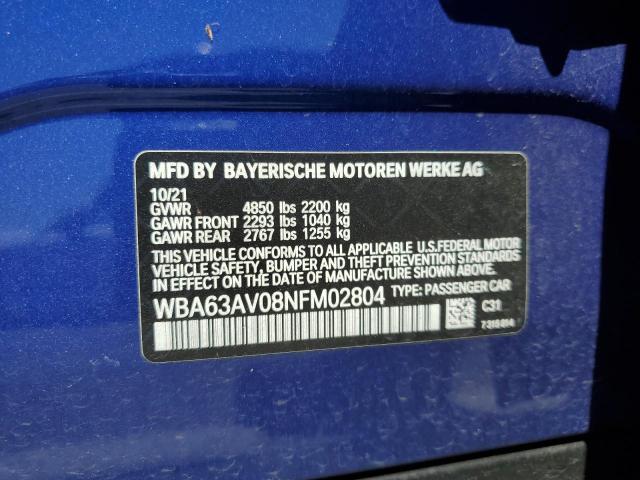 MFD BY BAYERISCHE MOTOREN WERKE AG
10/21
GVWR 4850 lbs 2200 kg
GAWR FRONT 2293 lbs 1040 kg
GAWR REAR 2767 lbs 1255 kg
THIS VEHICLE CONFORMS TO ALL APPLICABLE U.S.FEDERAL MOTOR
VEHICLE SAFETY, BUMPER AND THEFT PREVENTION STANDARDS
IN EFFECT ON THE DATE OF MANUFACTURE SHOWN ABOVE.
WBA63AV08NFM02804 TYPE: PASSENGER CAR
C31
7318014